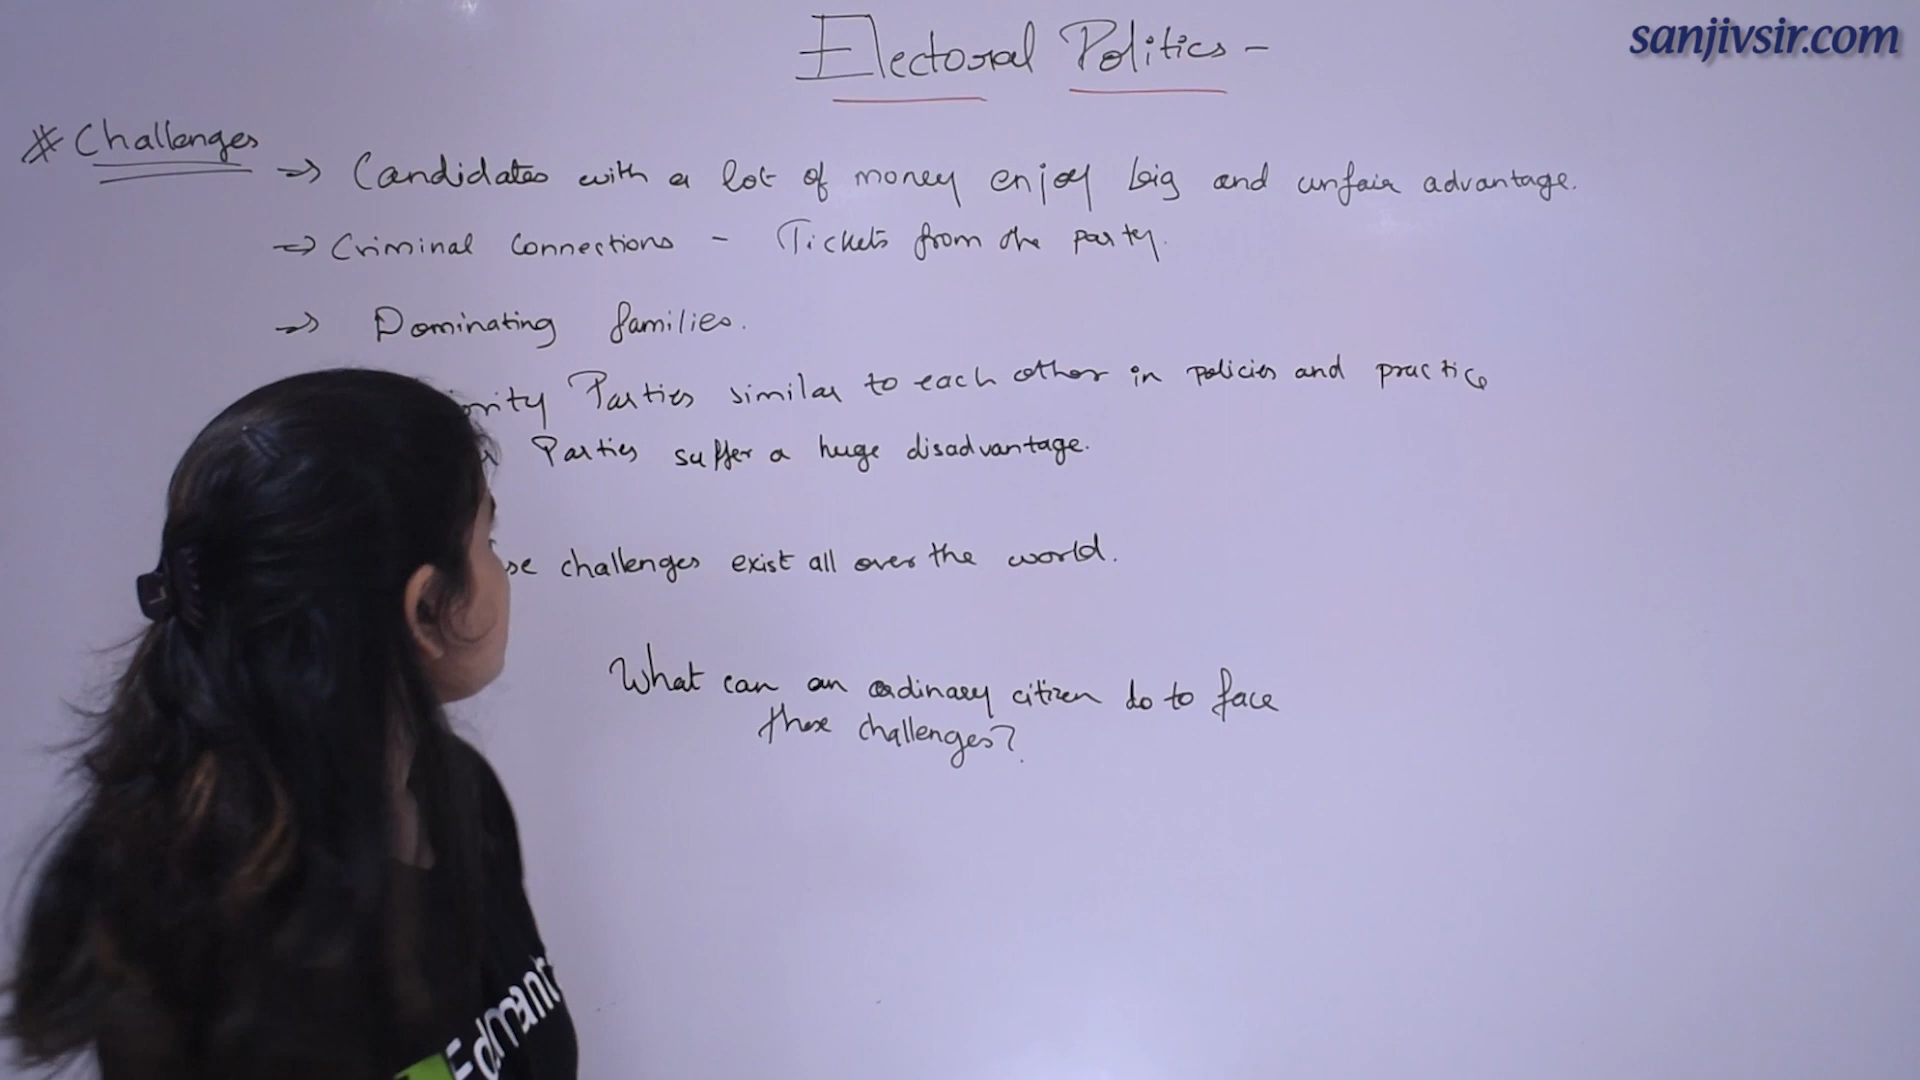 sanjivsir.com
Electoral Politics -
* Challenges
→ Candidates with a lot of money enjoy big and unfair advantage.
→ Criminal Connections - Tickets from the party.
→ Dominating families.
Parties similar to each other in policies and practice
Parties suffer a huge disadvantage.
challenges exist all over the world.
What can an ordinary citizen do to face
these challenges?